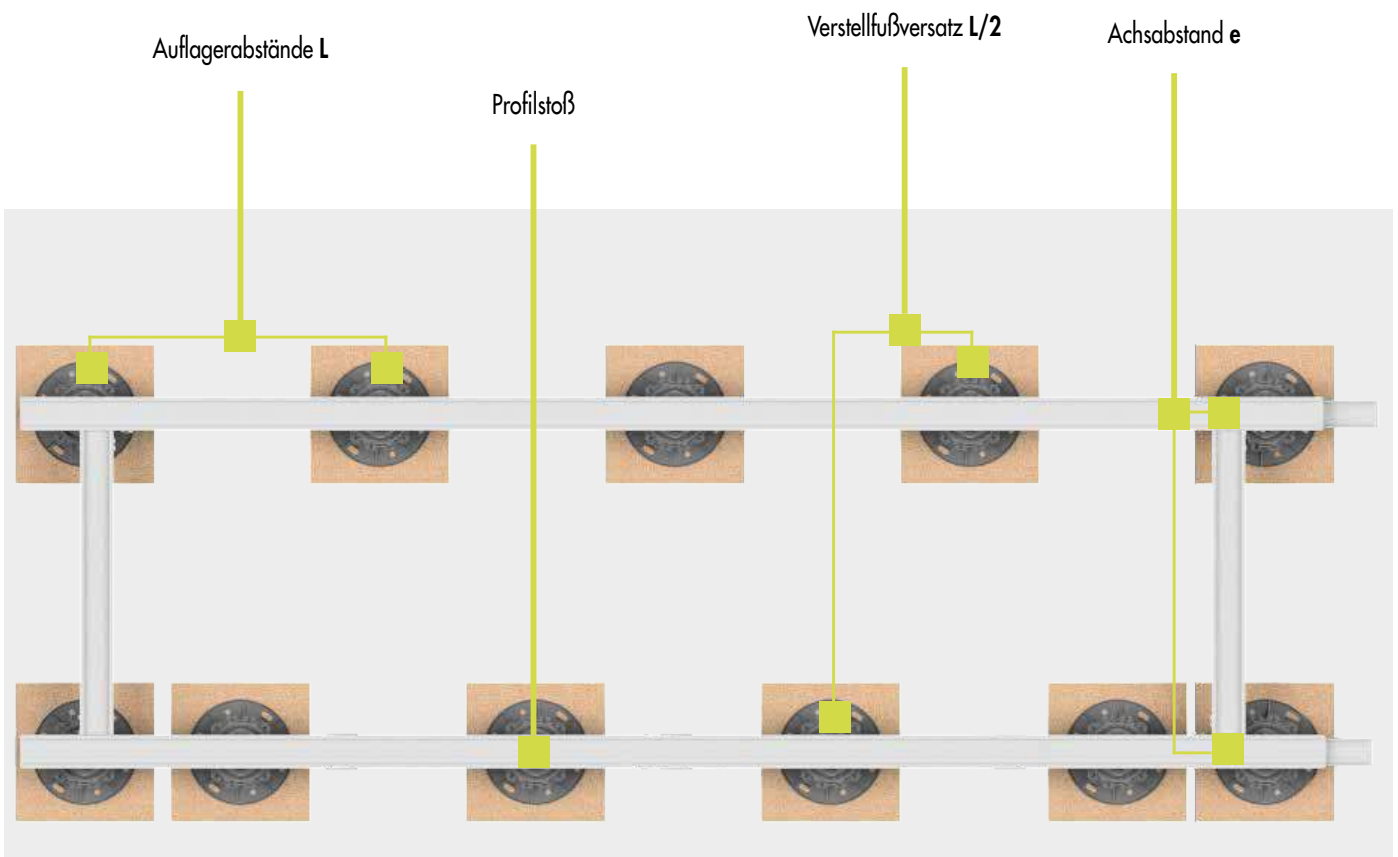 Auflagerabstände L
Profilstoß
Verstellfußversatz L/2
Achsabstand e